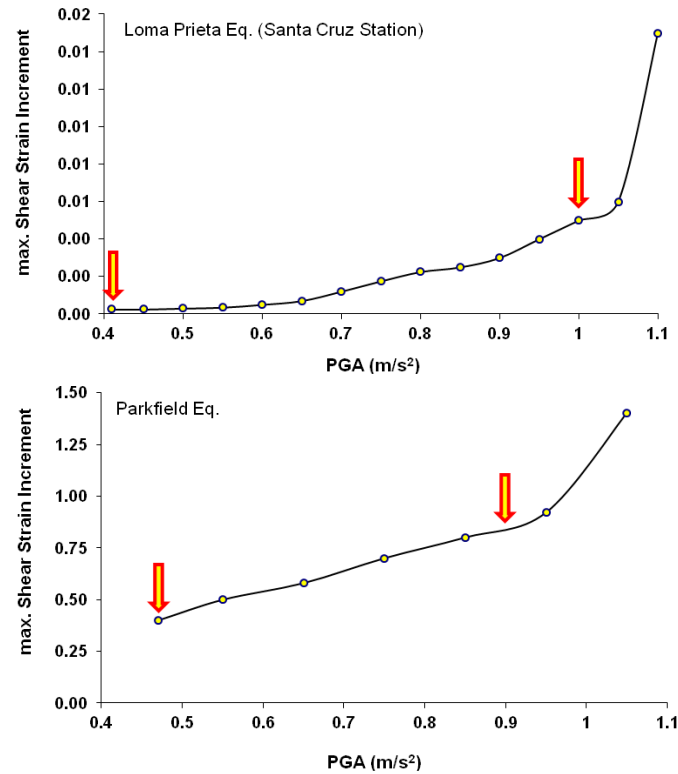 Loma Prieta Eq. (Santa Cruz Station)
max. Shear Strain Increment
0.02
0.01
0.01
0.01
0.01
0.01
0.00
0.00
0.00
0.4 0.5 0.6 0.7 0.8 0.9 1 1.1
PGA (m/s²)
Parkfield Eq.
max. Shear Strain Increment
1.50
1.25
1.00
0.75
0.50
0.25
0.00
0.4 0.5 0.6 0.7 0.8 0.9 1 1.1
PGA (m/s²)